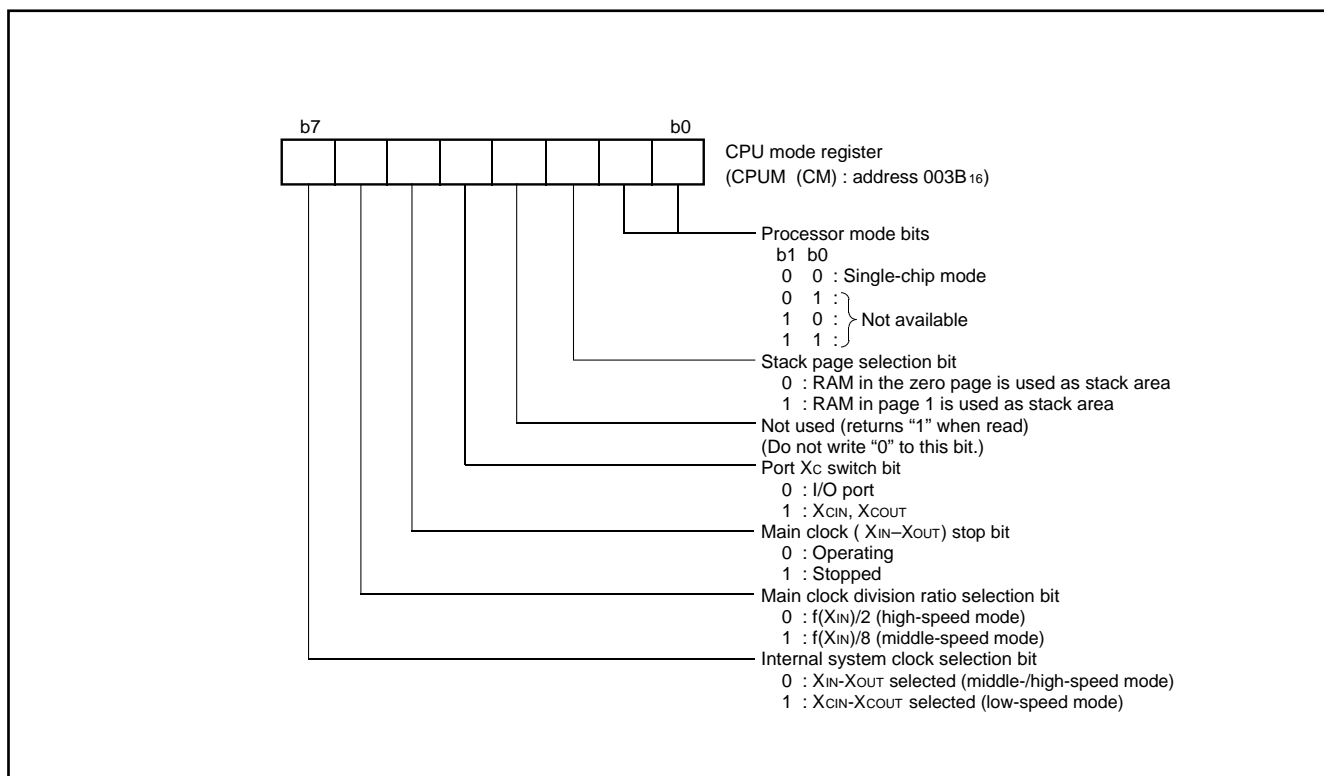 b7 b0
CPU mode register
(CPUM (CM) : address 003B16)
Processor mode bits
b1 b0
0 0 : Single-chip mode
0 1 :
1 0 : Not available
1 1 :
Stack page selection bit
0 : RAM in the zero page is used as stack area
1 : RAM in page 1 is used as stack area
Not used (returns “1” when read)
(Do not write “0” to this bit.)
Port XC switch bit
0 : I/O port
1 : XCIN, XCOUT
Main clock ( XIN–XOUT) stop bit
0 : Operating
1 : Stopped
Main clock division ratio selection bit
0 : f(XIN)/2 (high-speed mode)
1 : f(XIN)/8 (middle-speed mode)
Internal system clock selection bit
0 : XIN-XOUT selected (middle-/high-speed mode)
1 : XCIN-XCOUT selected (low-speed mode)